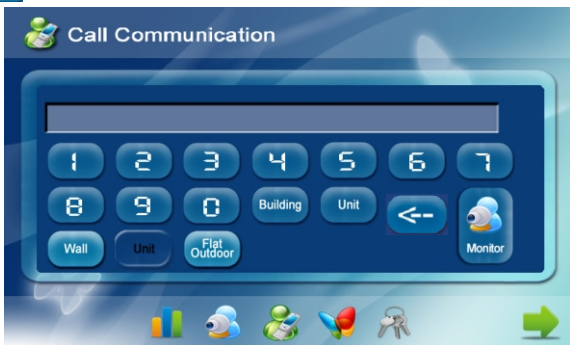 Call Communication
1 2 3 4 5 6 7
8 9 0 Building Unit <-- Monitor
Wall Unit Flat Outdoor